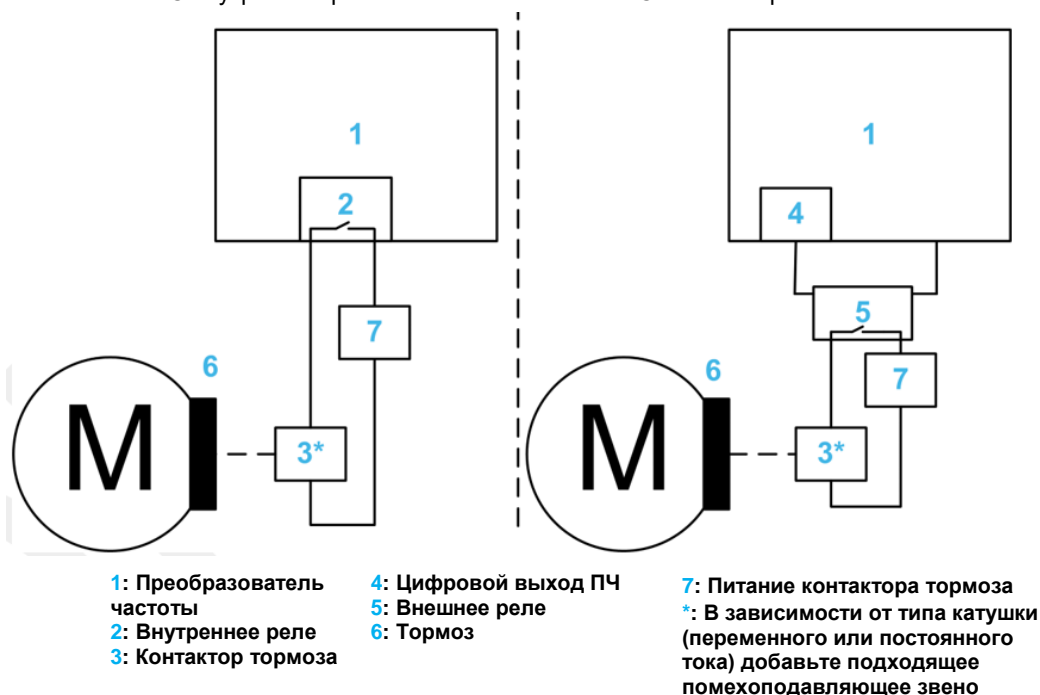 1
1
2
4
7
5
6
6
7
M
3*
M
3*
1: Преобразователь
частоты
2: Внутреннее реле
3: Контактор тормоза
4: Цифровой выход ПЧ
5: Внешнее реле
6: Тормоз
7: Питание контактора тормоза
*: В зависимости от типа катушки
(переменного или постоянного
тока) добавьте подходящее
помехоподавляющее звено